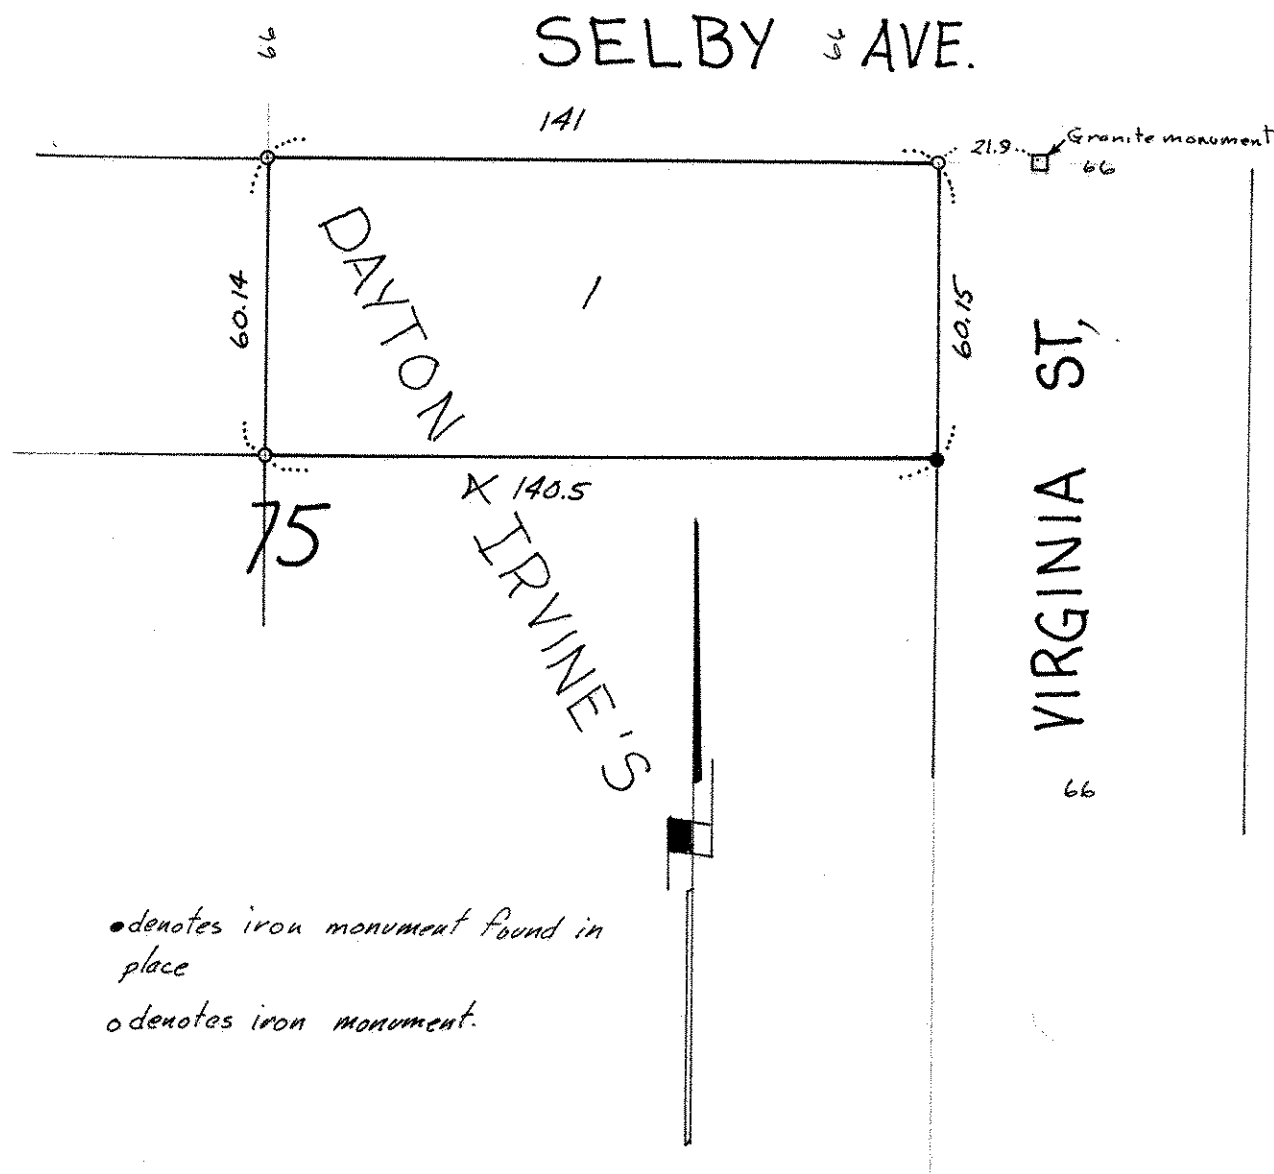 66
SELBY AVE.
66
141
21.9
Granite monument
66
DAYTON & IRVINE'S
1
60.14
60.15
140.5
75
VIRGINIA ST,
66
● denotes iron monument found in
place
o denotes iron monument.